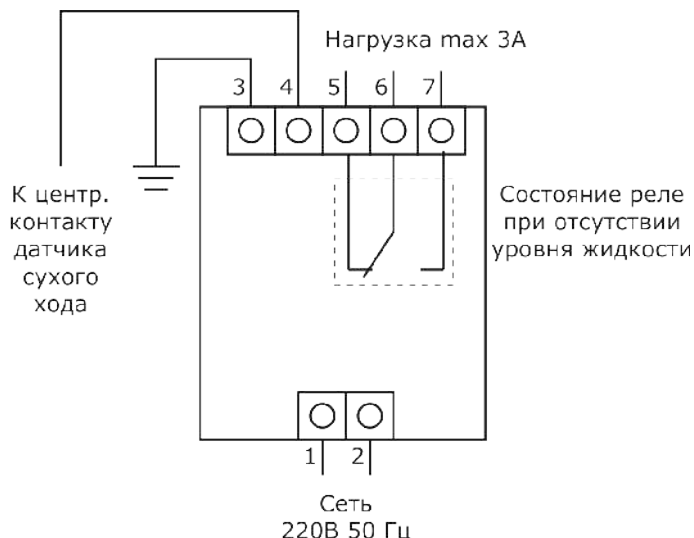 Нагрузка max 3А
3 4 5 6 7
К центр.
контакту
датчика
сухого
хода
Состояние реле
при отсутствии
уровня жидкости
1 2
Сеть
220В 50 Гц